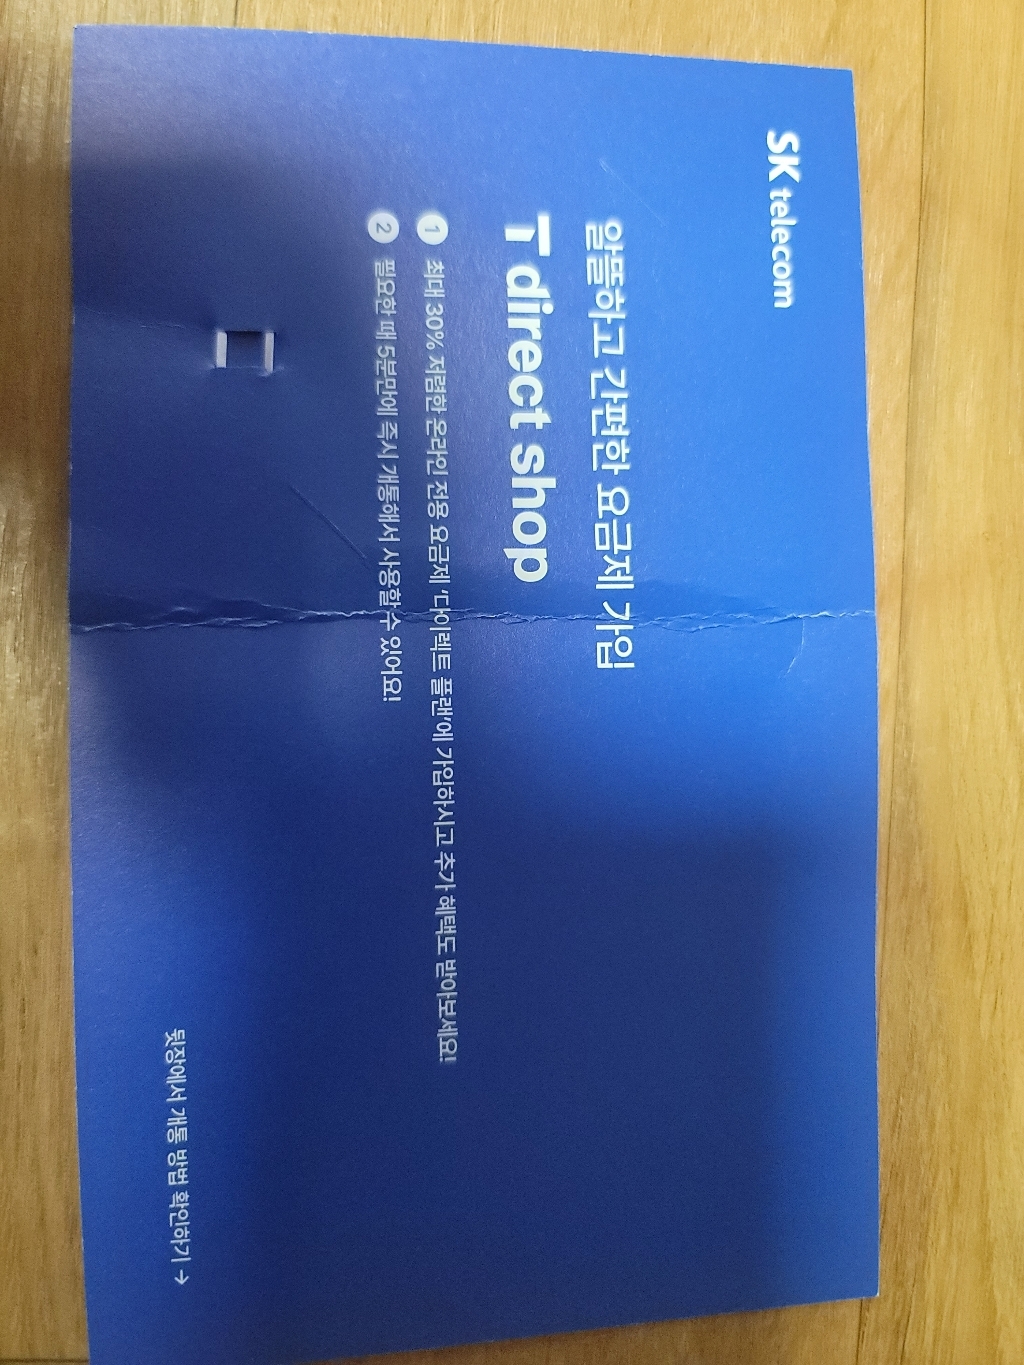 SK telecom
알뜰하고 간편한 요금제 가입
T direct shop
1 최대 30% 저렴한 온라인 전용 요금제 '다이렉트 플랜'에 가입하시고 추가 혜택도 받아보세요!
2 필요한 때 5분만에 즉시 개통해서 사용할 수 있어요!
뒷장에서 개통 방법 확인하기 →